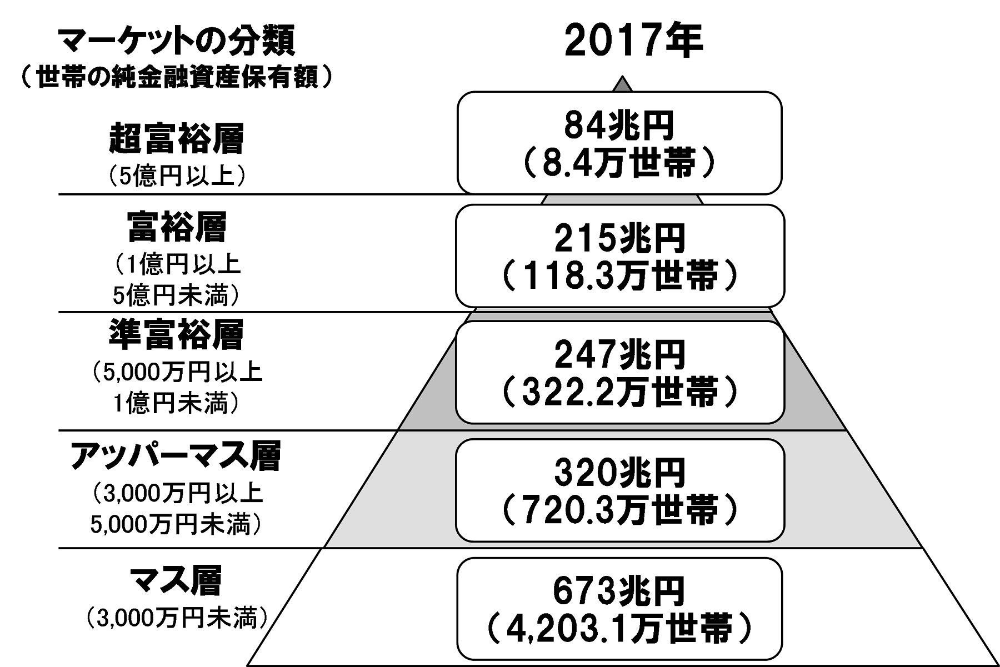 マーケットの分類
（世帯の純金融資産保有額）
2017年
超富裕層
（5億円以上）
84兆円
（8.4万世帯）
富裕層
（1億円以上
5億円未満）
215兆円
（118.3万世帯）
準富裕層
（5,000万円以上
1億円未満）
247兆円
（322.2万世帯）
アッパーマス層
（3,000万円以上
5,000万円未満）
320兆円
（720.3万世帯）
マス層
（3,000万円未満）
673兆円
（4,203.1万世帯）